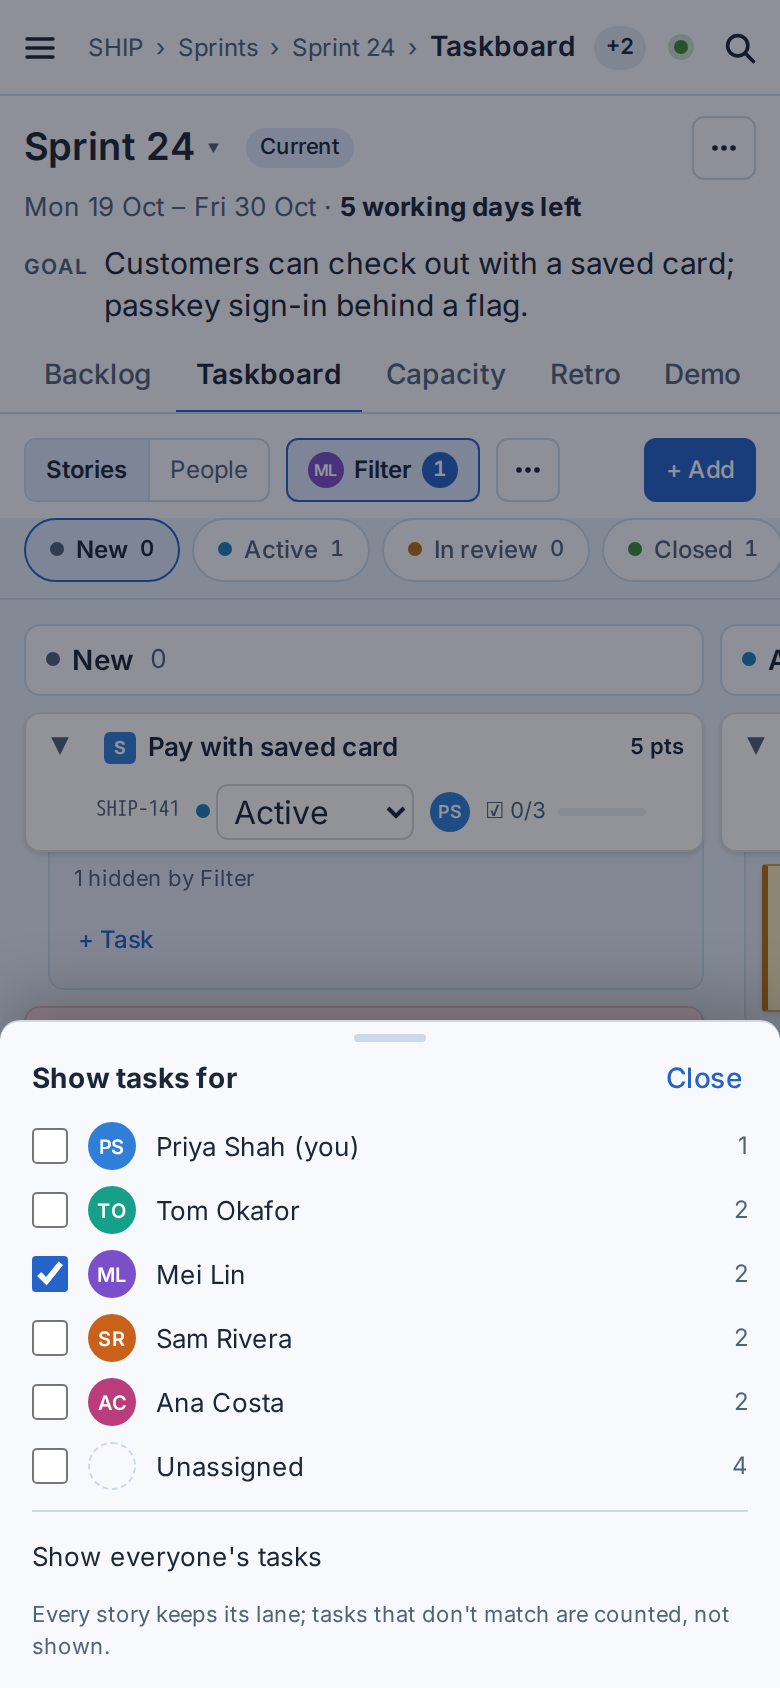 SHIP › Sprints › Sprint 24 › Taskboard +2
Sprint 24 ▾ Current •••
Mon 19 Oct – Fri 30 Oct · 5 working days left
GOAL Customers can check out with a saved card;
passkey sign-in behind a flag.
Backlog Taskboard Capacity Retro Demo
Stories People ML Filter 1 ••• + Add
New 0 Active 1 In review 0 Closed 1
New 0
▼ S Pay with saved card 5 pts
SHIP-141 Active PS ☑ 0/3
1 hidden by Filter
+ Task
Show tasks for Close
PS Priya Shah (you) 1
TO Tom Okafor 2
ML Mei Lin 2
SR Sam Rivera 2
AC Ana Costa 2
Unassigned 4
Show everyone's tasks
Every story keeps its lane; tasks that don't match are counted, not
shown.